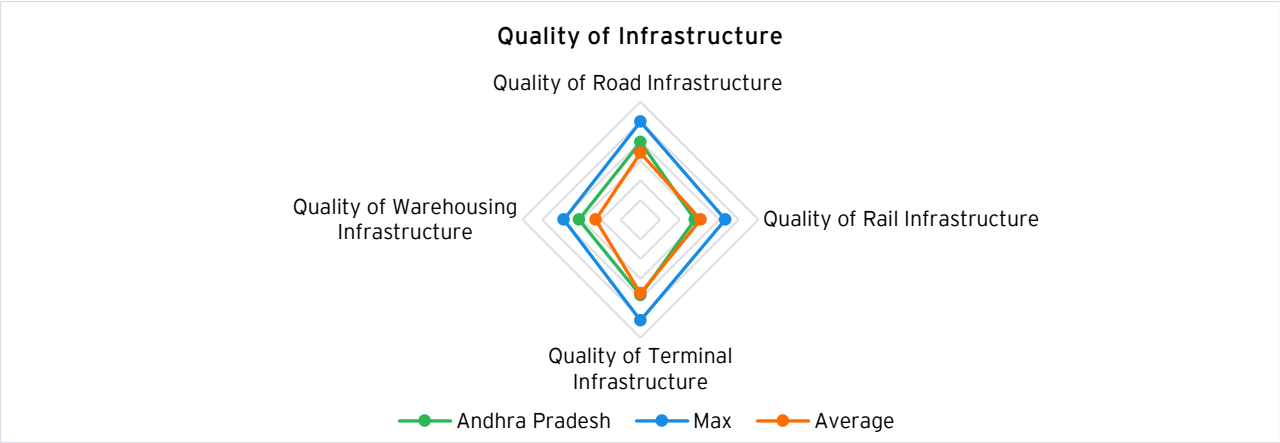 Quality of Infrastructure
Quality of Road Infrastructure
Quality of Warehousing
Infrastructure
Quality of Rail Infrastructure
Quality of Terminal
Infrastructure
Andhra Pradesh Max Average